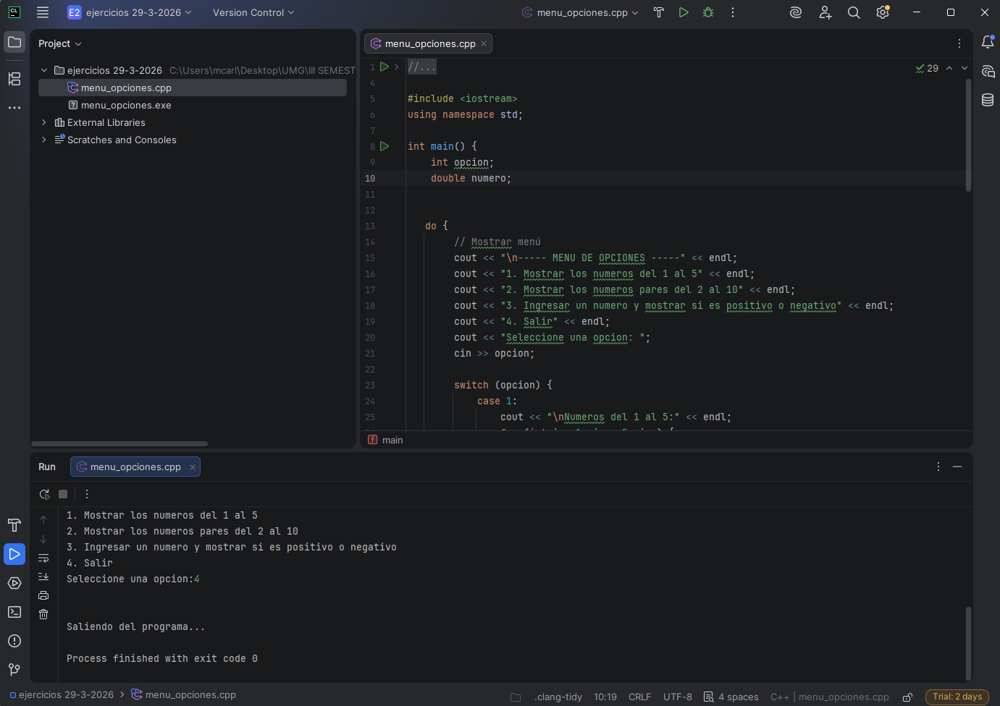 CL
E2 ejercicios 29-3-2026 Version Control menu_opciones.cpp
Project
ejercicios 29-3-2026 C:\Users\mcarl\Desktop\UMG\III SEMEST
menu_opciones.cpp
menu_opciones.exe
External Libraries
Scratches and Consoles
menu_opciones.cpp
29
1 //...
4
5 #include <iostream>
6 using namespace std;
7
8 int main() {
9 int opcion;
10 double numero;
11
12
13 do {
14 // Mostrar menú
15 cout << "\n----- MENU DE OPCIONES -----" << endl;
16 cout << "1. Mostrar los numeros del 1 al 5" << endl;
17 cout << "2. Mostrar los numeros pares del 2 al 10" << endl;
18 cout << "3. Ingresar un numero y mostrar si es positivo o negativo" << endl;
19 cout << "4. Salir" << endl;
20 cout << "Seleccione una opcion: ";
21 cin >> opcion;
22
23 switch (opcion) {
24 case 1:
25 cout << "\nNumeros del 1 al 5:" << endl;
f main
Run menu_opciones.cpp
1. Mostrar los numeros del 1 al 5
2. Mostrar los numeros pares del 2 al 10
3. Ingresar un numero y mostrar si es positivo o negativo
4. Salir
Seleccione una opcion:4
Saliendo del programa...
Process finished with exit code 0
ejercicios 29-3-2026 menu_opciones.cpp .clang-tidy 10:19 CRLF UTF-8 4 spaces C++ | menu_opciones.cpp Trial: 2 days